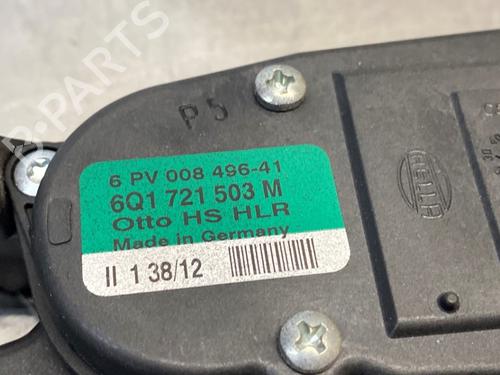 P5
6 PV 008 496-41
6Q1 721 503 M
Otto HS HLR
Made in Germany
II 1 38/12
HELLA
B-PARTS